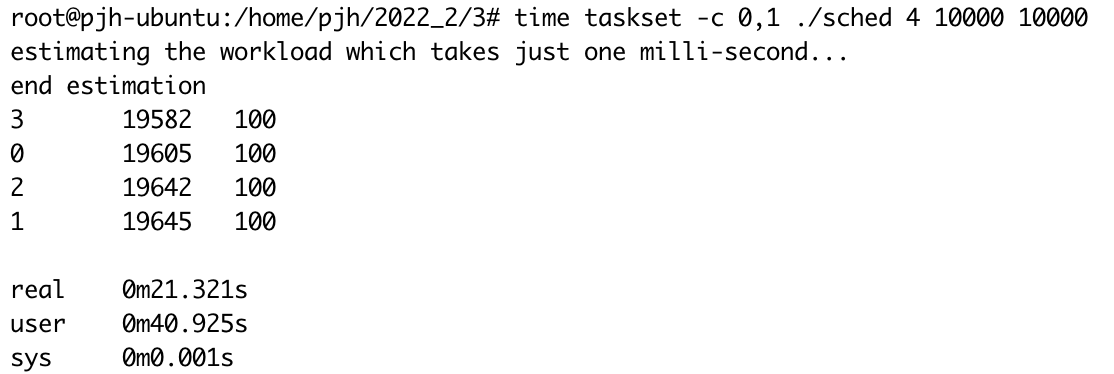 root@pjh-ubuntu:/home/pjh/2022_2/3# time taskset -c 0,1 ./sched 4 10000 10000
estimating the workload which takes just one milli-second...
end estimation
3 19582 100
0 19605 100
2 19642 100
1 19645 100
real 0m21.321s
user 0m40.925s
sys 0m0.001s